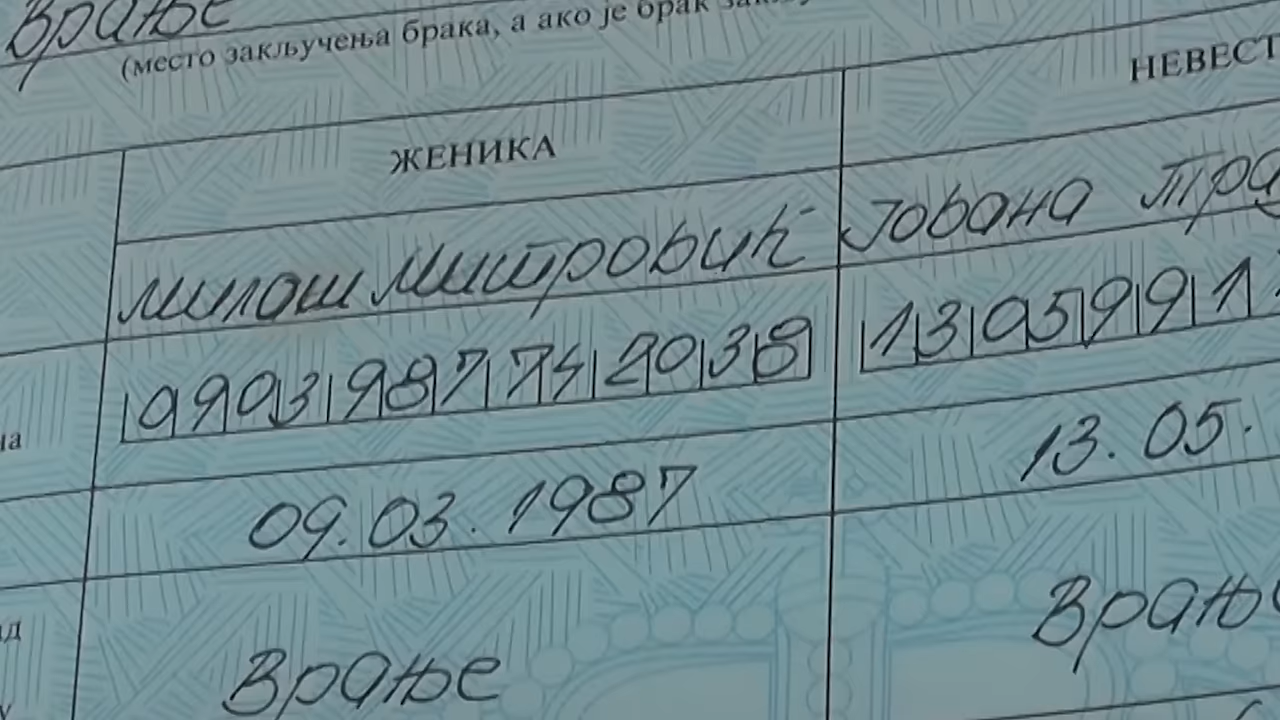 Врање
(место закључења брака, а ако је брак
ЖЕНИКА НЕВЕСТ
Милош Митровић Јована Тра
0903987742038 1305991
09.03.1987 13.05.
Врање Врање